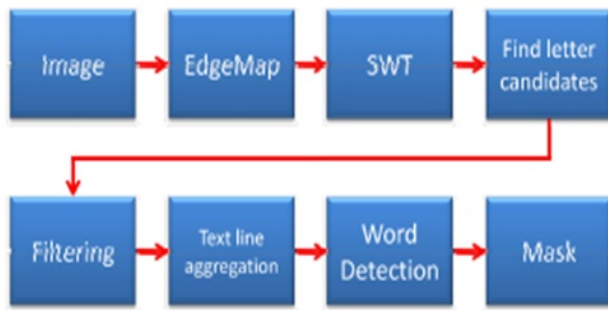 Image
EdgeMap
SWT
Find letter
candidates
Filtering
Text line
aggregation
Word
Detection
Mask